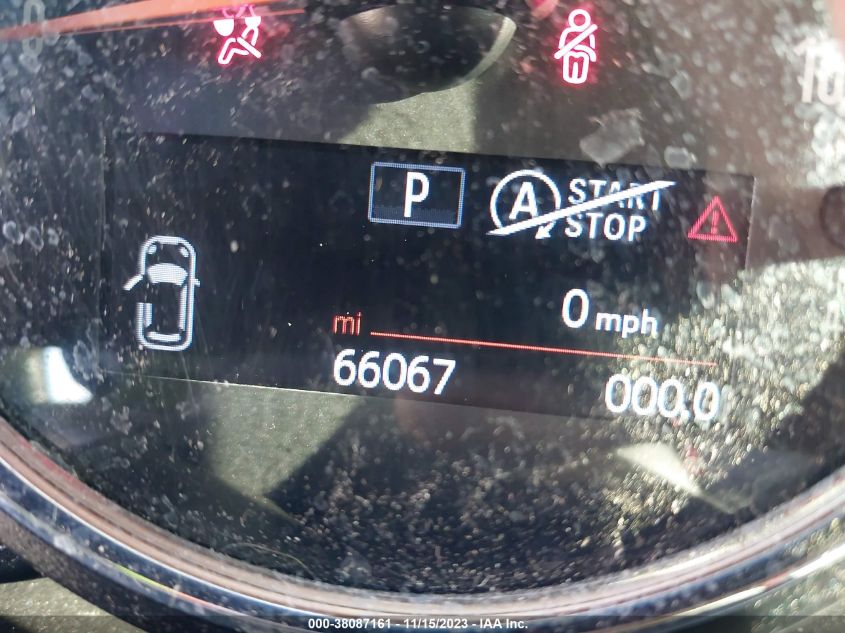 P
A START
STOP
0 mph
mi
66067
000.0
000-38087161 - 11/15/2023 - IAA Inc.